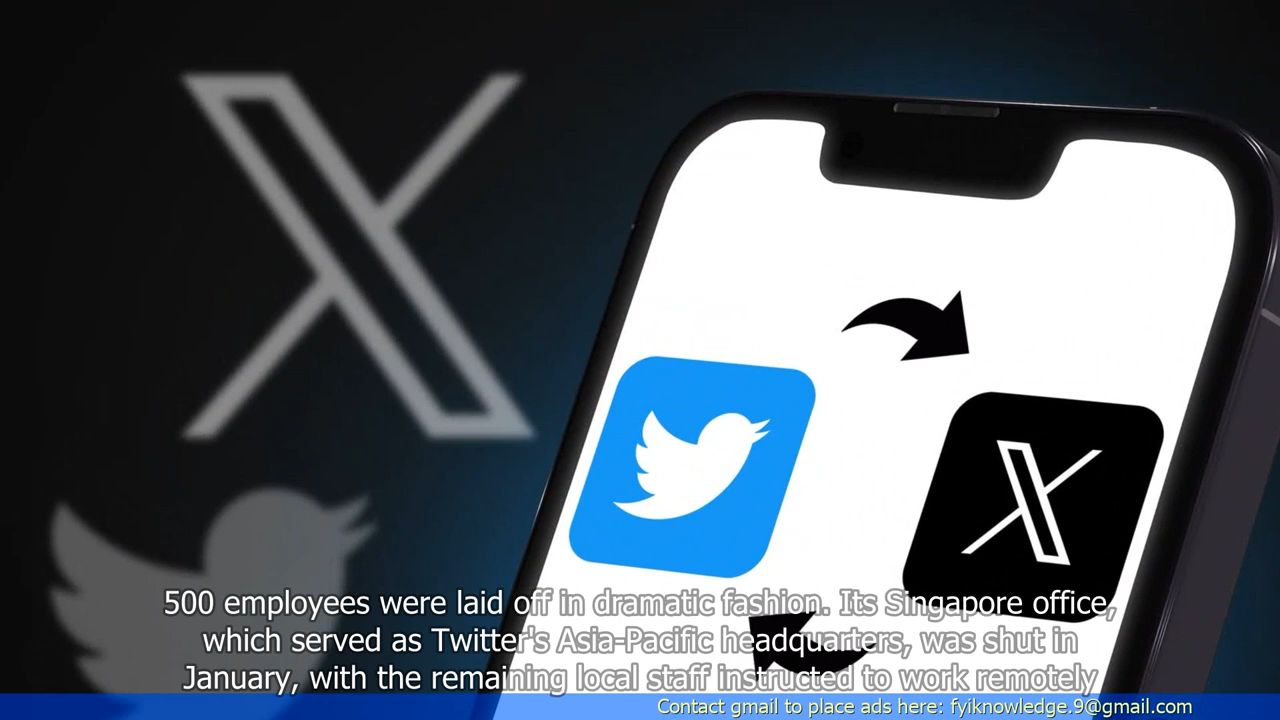 500 employees were laid off in dramatic fashion. Its Singapore office,
which served as Twitter's Asia-Pacific headquarters, was shut in
January, with the remaining local staff instructed to work remotely
Contact gmail to place ads here: fyiknowledge.9@gmail.com